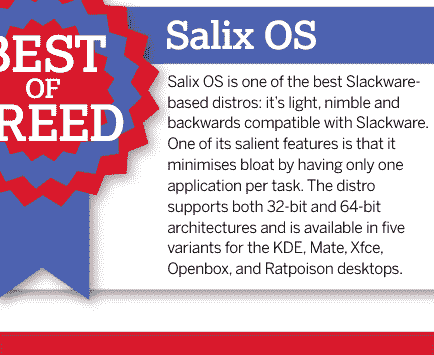 BEST
OF
REED
Salix OS
Salix OS is one of the best Slackware-
based distros: it's light, nimble and
backwards compatible with Slackware.
One of its salient features is that it
minimises bloat by having only one
application per task. The distro
supports both 32-bit and 64-bit
architectures and is available in five
variants for the KDE, Mate, Xfce,
Openbox, and Ratpoison desktops.